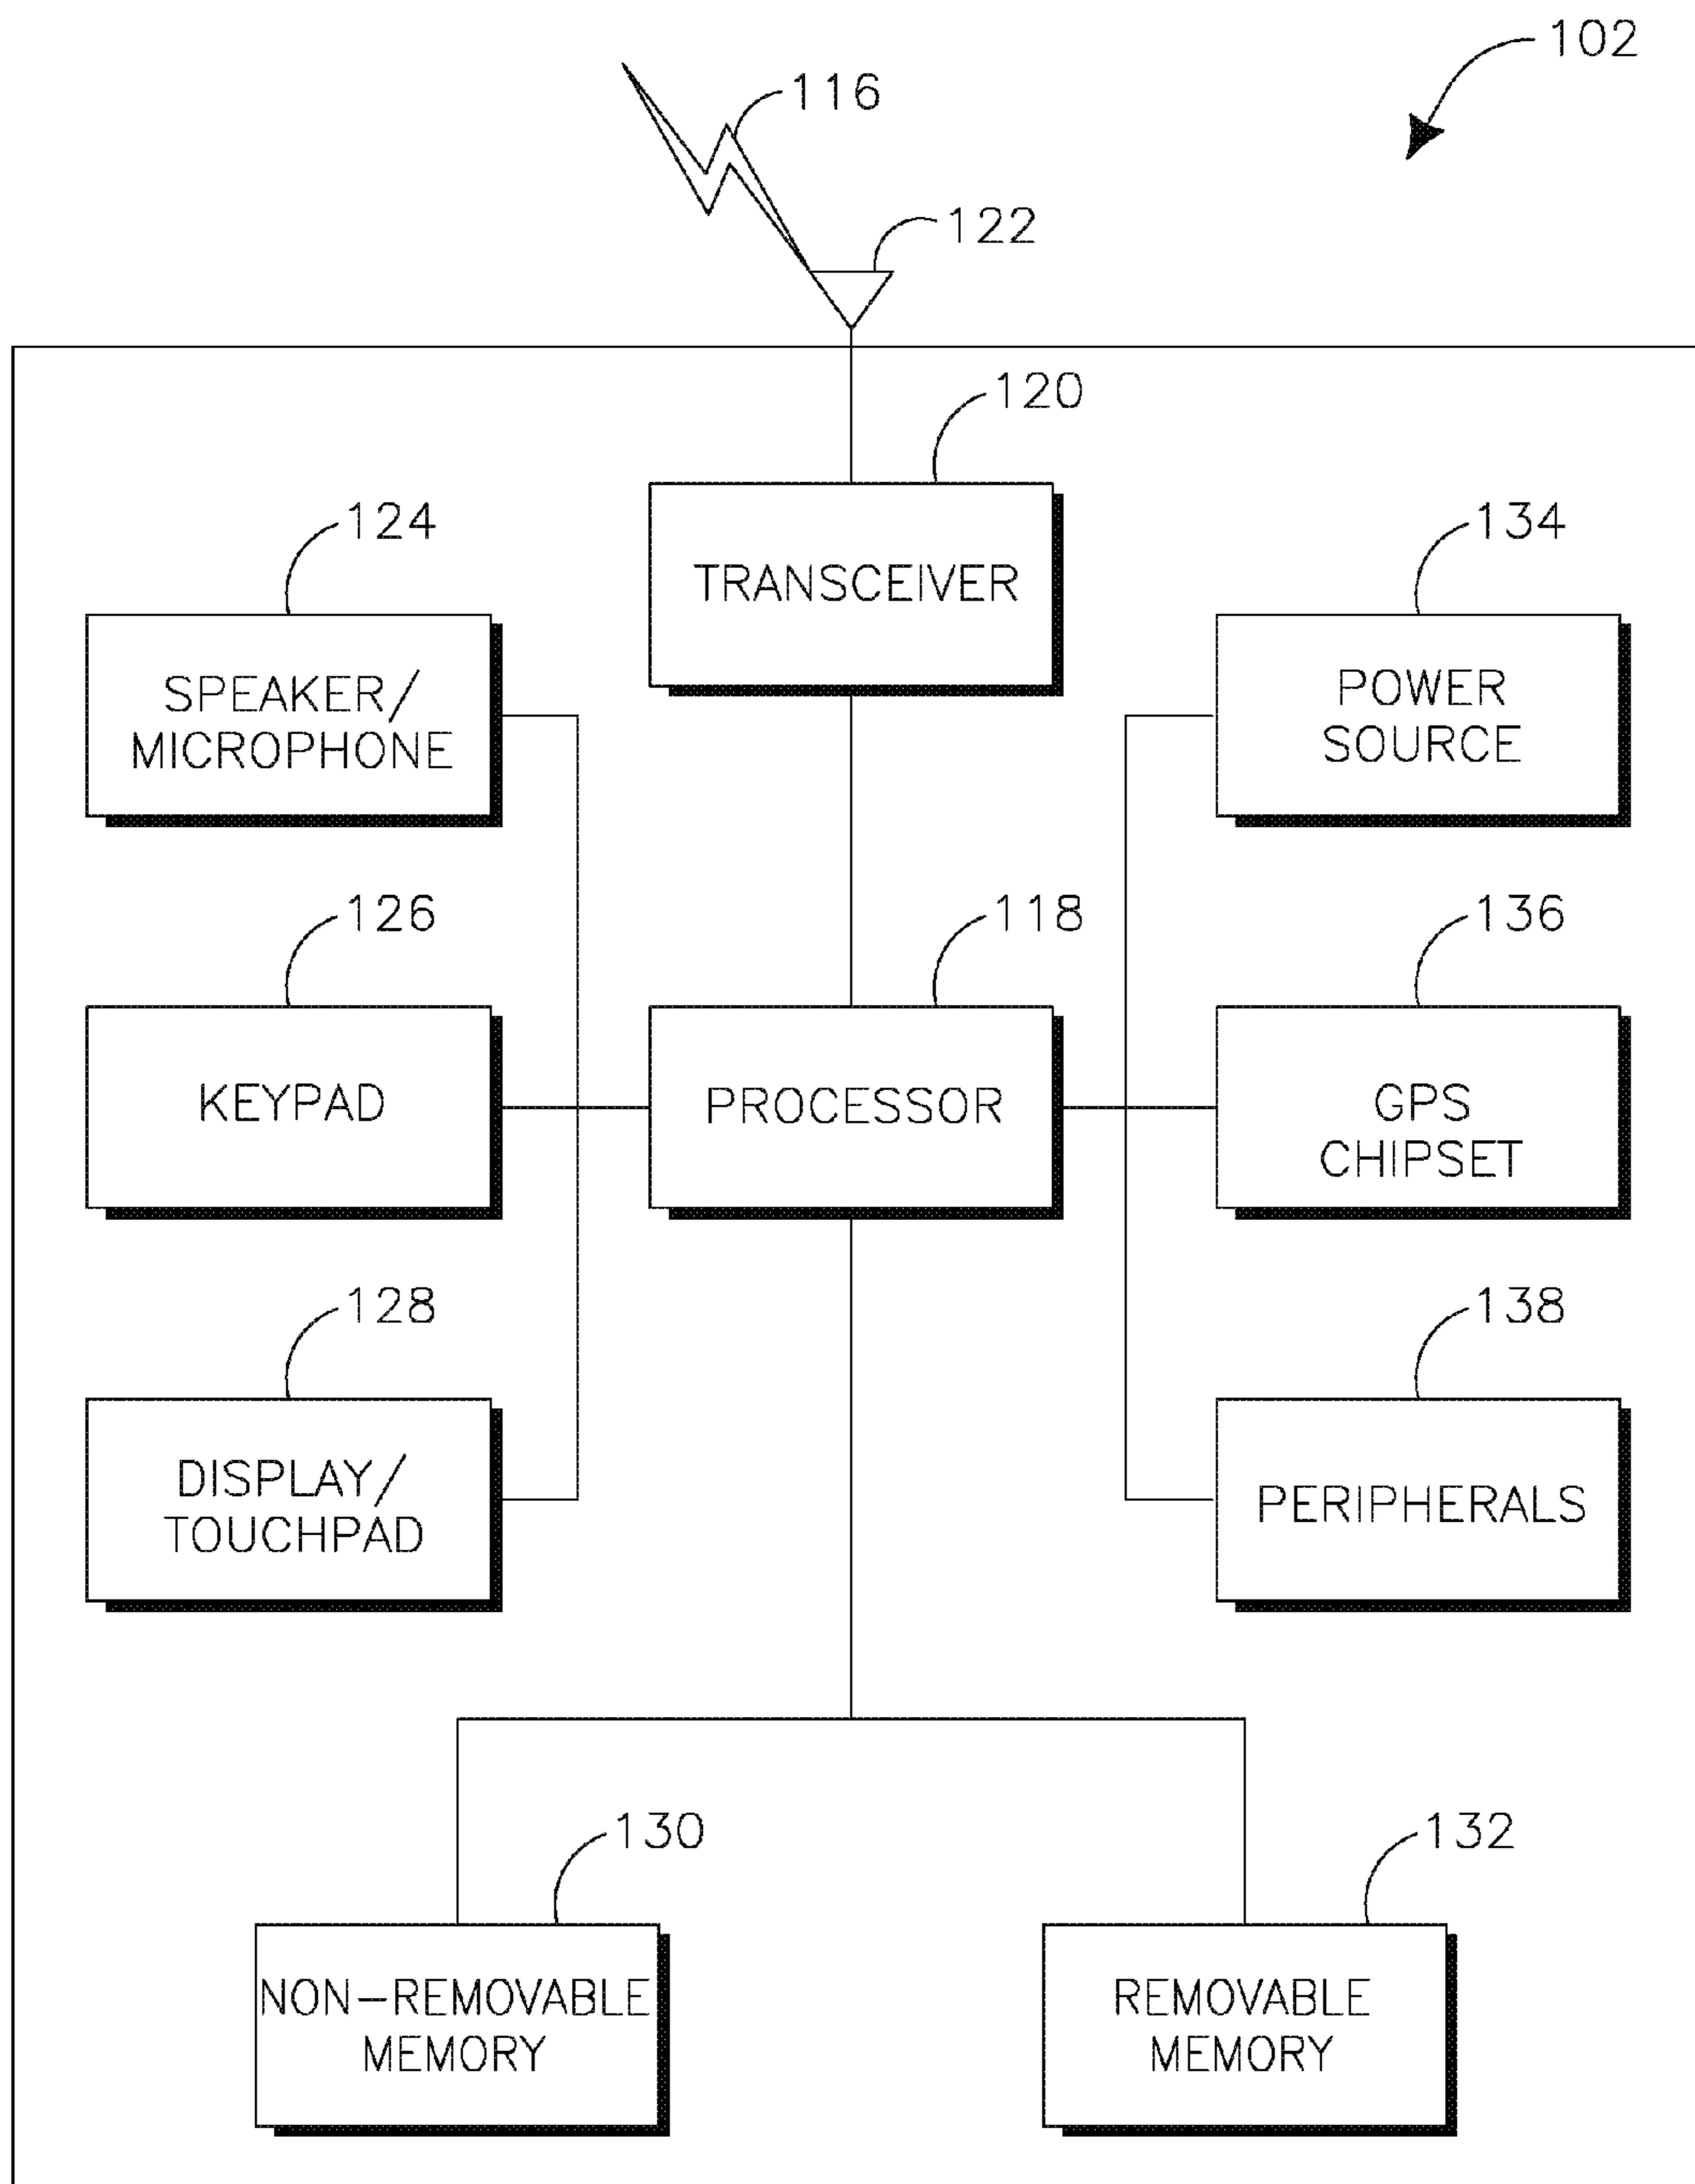 102
116
122
120
TRANSCEIVER
124
SPEAKER/
MICROPHONE
134
POWER
SOURCE
126
KEYPAD
118
PROCESSOR
136
GPS
CHIPSET
128
DISPLAY/
TOUCHPAD
138
PERIPHERALS
130
NON-REMOVABLE
MEMORY
132
REMOVABLE
MEMORY